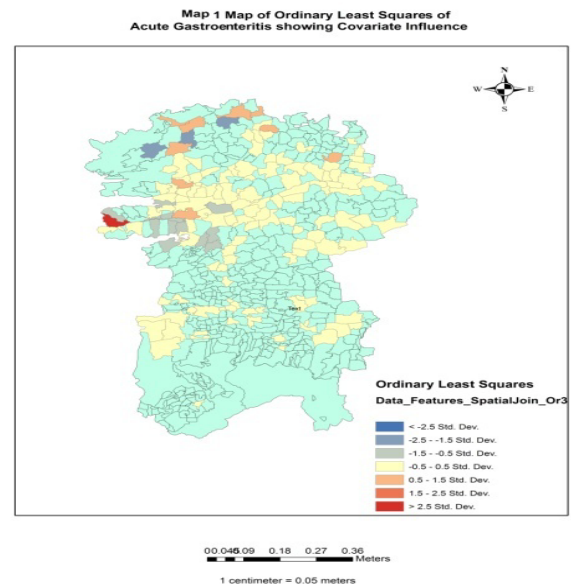 Map 1 Map of Ordinary Least Squares of
Acute Gastroenteritis showing Covariate Influence
N
W E
S
Text
Ordinary Least Squares
Data_Features_SpatialJoin_Or3
< -2.5 Std. Dev.
-2.5 - -1.5 Std. Dev.
-1.5 - -0.5 Std. Dev.
-0.5 - 0.5 Std. Dev.
0.5 - 1.5 Std. Dev.
1.5 - 2.5 Std. Dev.
> 2.5 Std. Dev.
0.18 0.27 0.36
Meters
1 centimeter = 0.05 meters